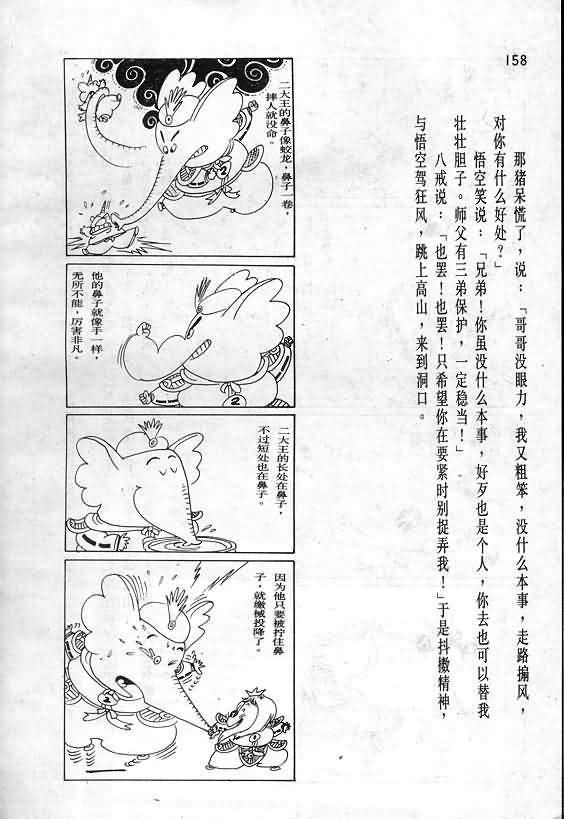 158
那猪呆慌了，说：「哥哥没眼力，我又粗笨，没什么本事，走路搧风，
对你有什么好处？」
悟空笑说：「兄弟！你虽没什么本事，好歹也是个人，你去也可以替我
壮壮胆子。师父有三弟保护，一定稳当！」
八戒说：「也罢！也罢！只希望你在要紧时别捉弄我！」于是抖擞精神，
与悟空驾狂风，跳上高山，来到洞口。
二大王的鼻子像蛟龙，鼻子一卷，
摔人就没命。
他的鼻子就像手一样，
无所不能，厉害非凡。
2
二大王的长处在鼻子，
不过短处也在鼻子。
因为他只要被拧住鼻
子，就缴械投降了。